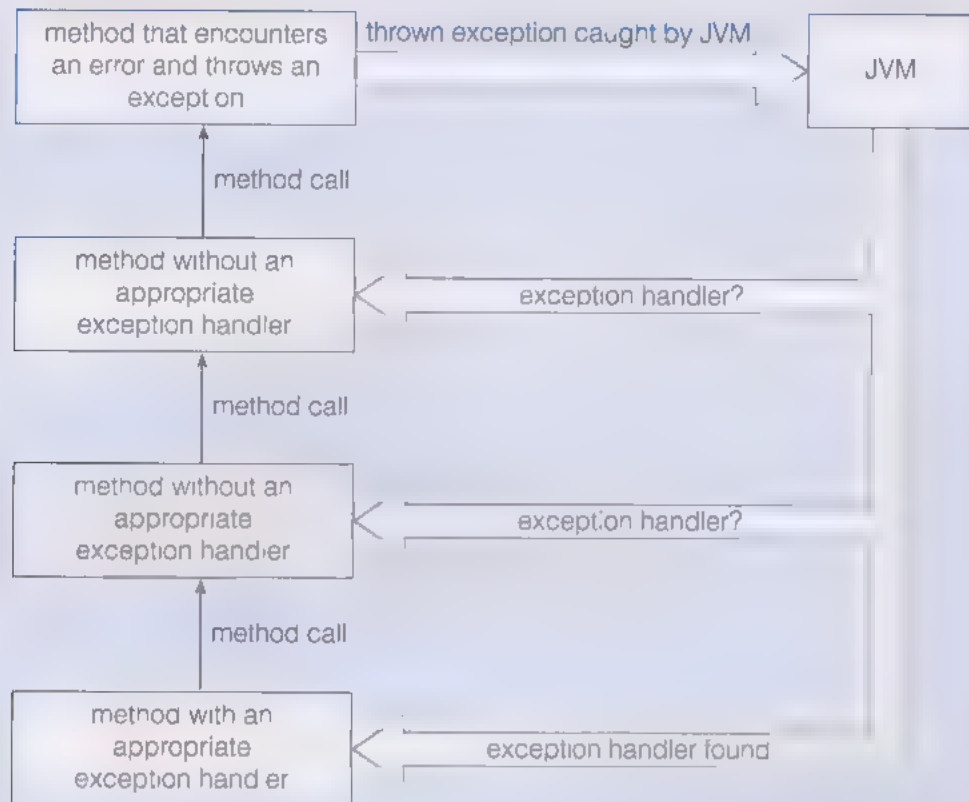 method that encounters
an error and throws an
except on
thrown exception caught by JVM
JVM
method call
method without an
appropriate
exception handler
exception handler?
method call
method without an
appropriate
exception handler
exception handler?
method call
method with an
appropriate
exception handler
exception handler found